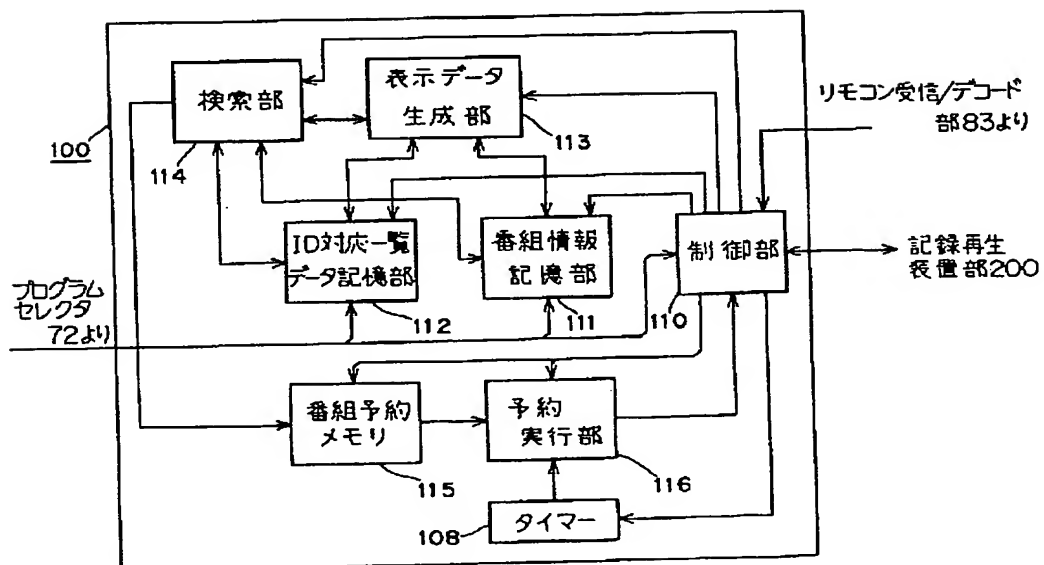 検索部
114
表示データ
生成部
113
100
リモコン受信/デコード
部83より
ID対応一覧
データ記憶部
112
番組情報
記憶部
111
制御部
110
記録再生
装置部200
プログラム
セレクタ
72より
番組予約
メモリ
115
予約
実行部
116
108
タイマー